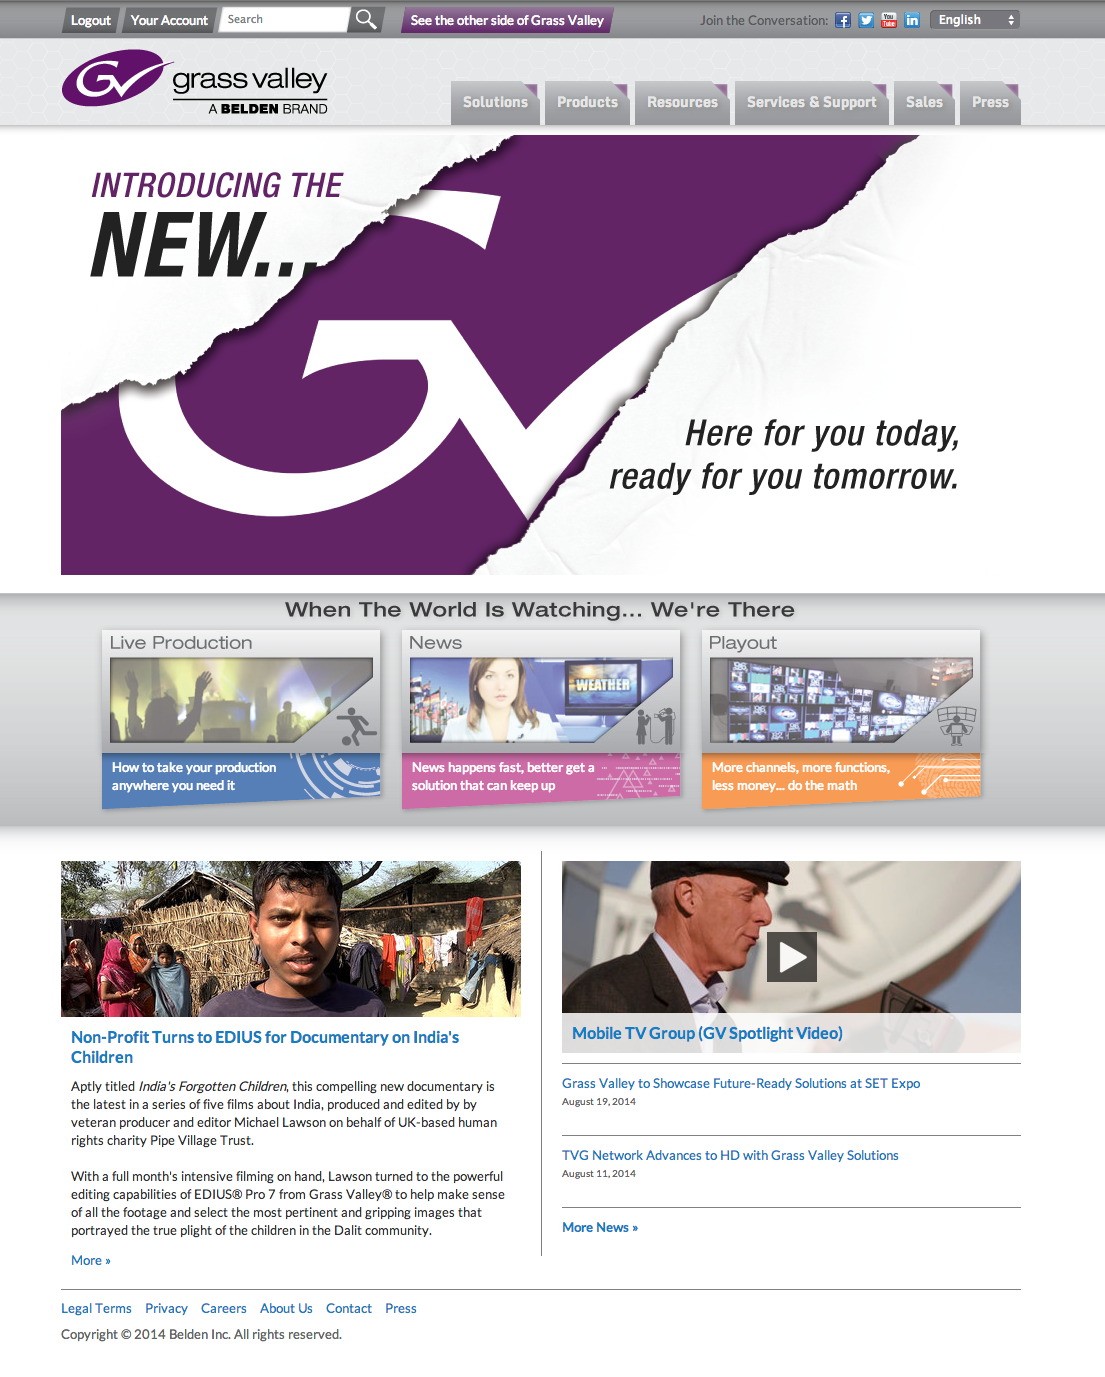 Logout
Your Account
Search
See the other side of Grass Valley
Join the Conversation:
You
Tube
English
GV
grass valley
A BELDEN BRAND
Solutions
Products
Resources
Services & Support
Sales
Press
INTRODUCING THE
NEW...
GV
Here for you today,
ready for you tomorrow.
When The World Is Watching... We're There
Live Production
How to take your production
anywhere you need it
News
WEATHER
News happens fast, better get a
solution that can keep up
Playout
More channels, more functions,
less money... do the math
Non-Profit Turns to EDIUS for Documentary on India's
Children
Aptly titled India's Forgotten Children, this compelling new documentary is
the latest in a series of five films about India, produced and edited by by
veteran producer and editor Michael Lawson on behalf of UK-based human
rights charity Pipe Village Trust.
With a full month's intensive filming on hand, Lawson turned to the powerful
editing capabilities of EDIUS® Pro 7 from Grass Valley® to help make sense
of all the footage and select the most pertinent and gripping images that
portrayed the true plight of the children in the Dalit community.
More »
Mobile TV Group (GV Spotlight Video)
Grass Valley to Showcase Future-Ready Solutions at SET Expo
August 19, 2014
TVG Network Advances to HD with Grass Valley Solutions
August 11, 2014
More News »
Legal Terms
Privacy
Careers
About Us
Contact
Press
Copyright © 2014 Belden Inc. All rights reserved.